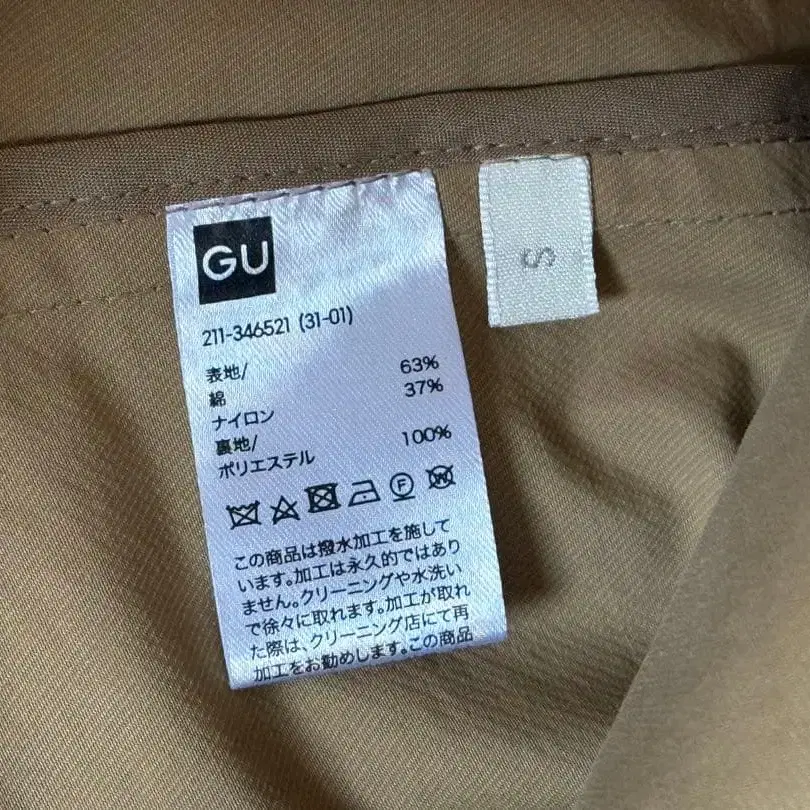 GU
S
211-346521 (31-01)
表地/
綿 63%
ナイロン 37%
裏地/
ポリエステル 100%
F W
この商品は撥水加工を施して
います。加工は永久的ではあり
ません。クリーニングや水洗い
で徐々に取れます。加工が取れ
た際は、クリーニング店にて再
加工をお勧めします。この商品